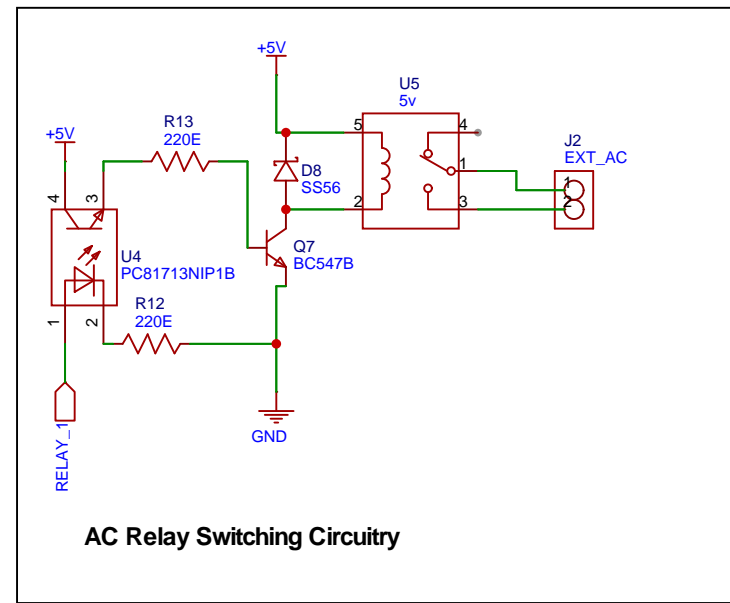 +5V
U5
5v
R13
220E
+5V
5
4
J2
EXT_AC
D8
SS56
1
1
2
4
3
2
3
U4
PC81713NIP1B
Q7
BC547B
R12
220E
1
2
GND
RELAY_1
AC Relay Switching Circuitry